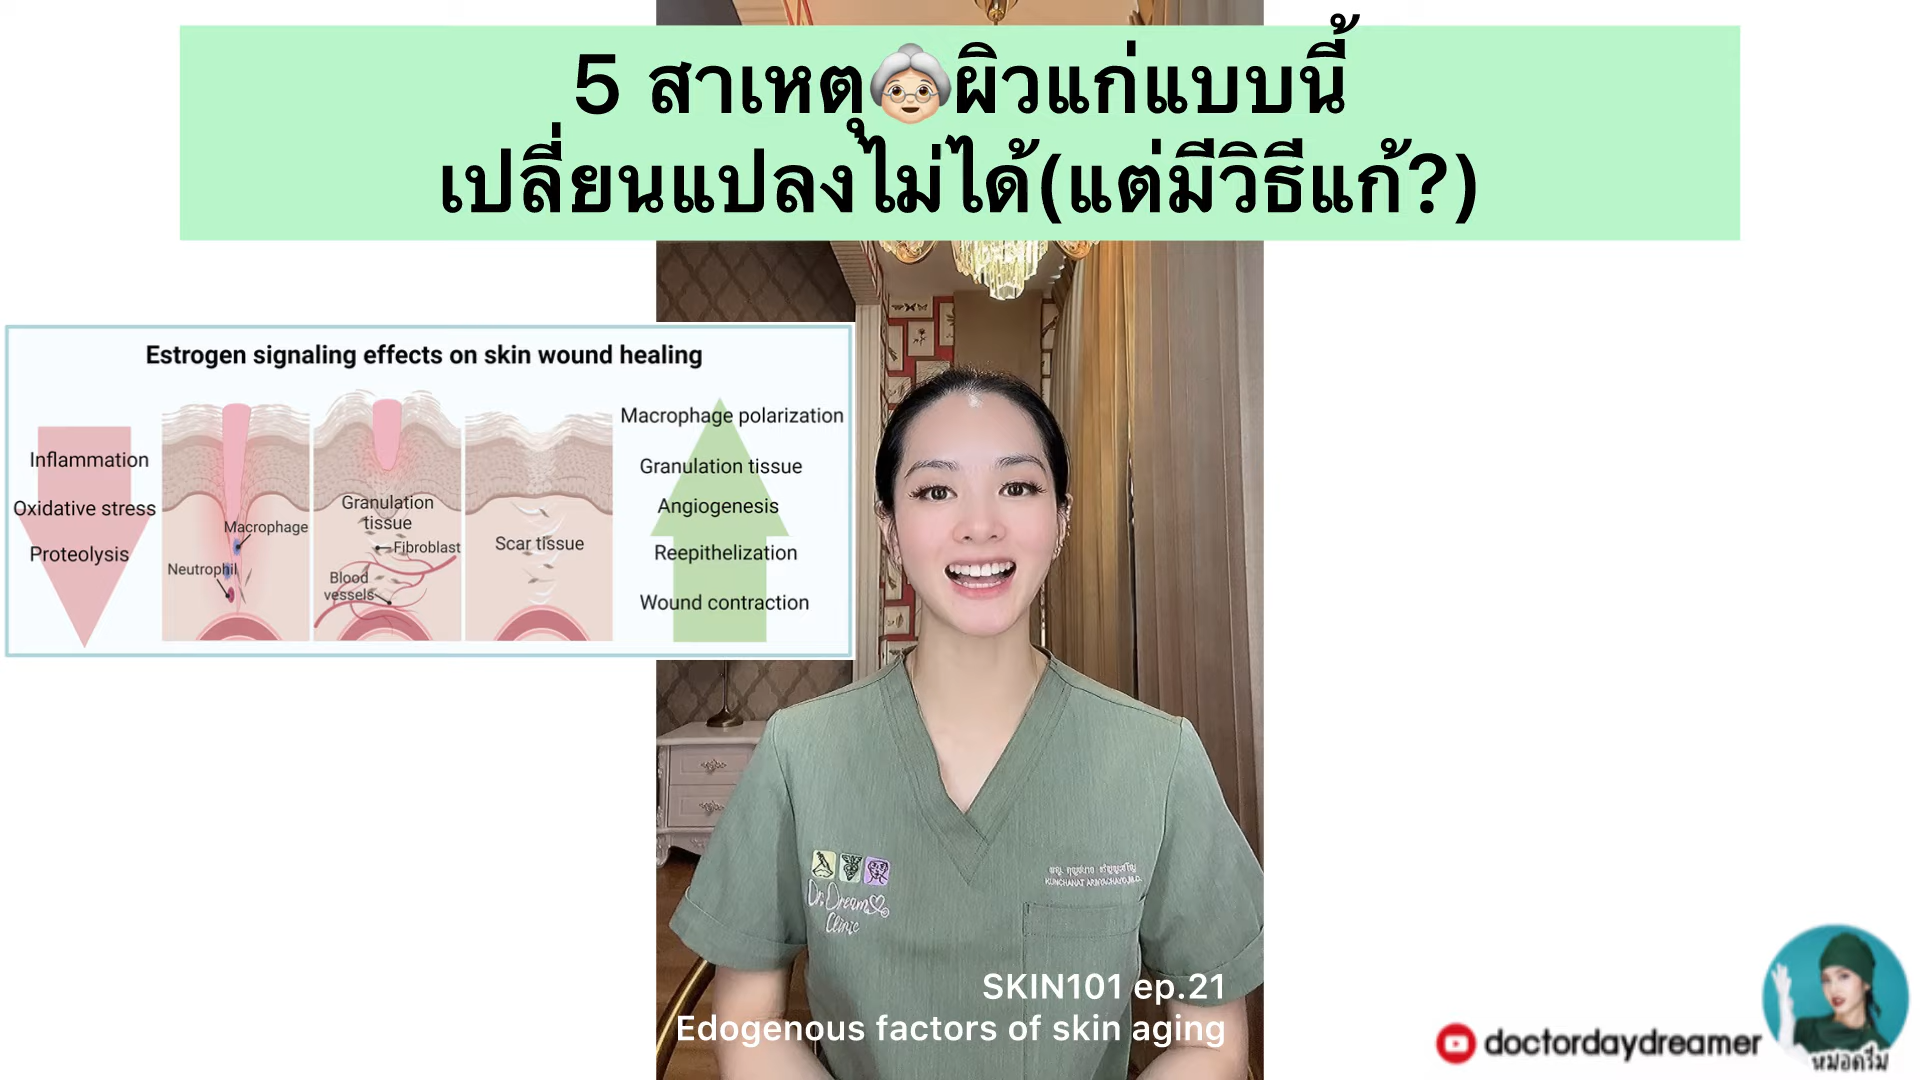 5 สาเหตุ👵🏻ผิวแก่แบบนี้
เปลี่ยนแปลงไม่ได้(แต่มีวิธีแก้?)
Estrogen signaling effects on skin wound healing
Inflammation
Oxidative stress
Proteolysis
Macrophage
Neutrophil
Granulation
tissue
Fibroblast
Blood
vessels
Scar tissue
Macrophage polarization
Granulation tissue
Angiogenesis
Reepithelization
Wound contraction
Dr. Dream
Clinic
SKIN101 ep.21
Edogenous factors of skin aging
doctordaydreamer
หมอดรีม